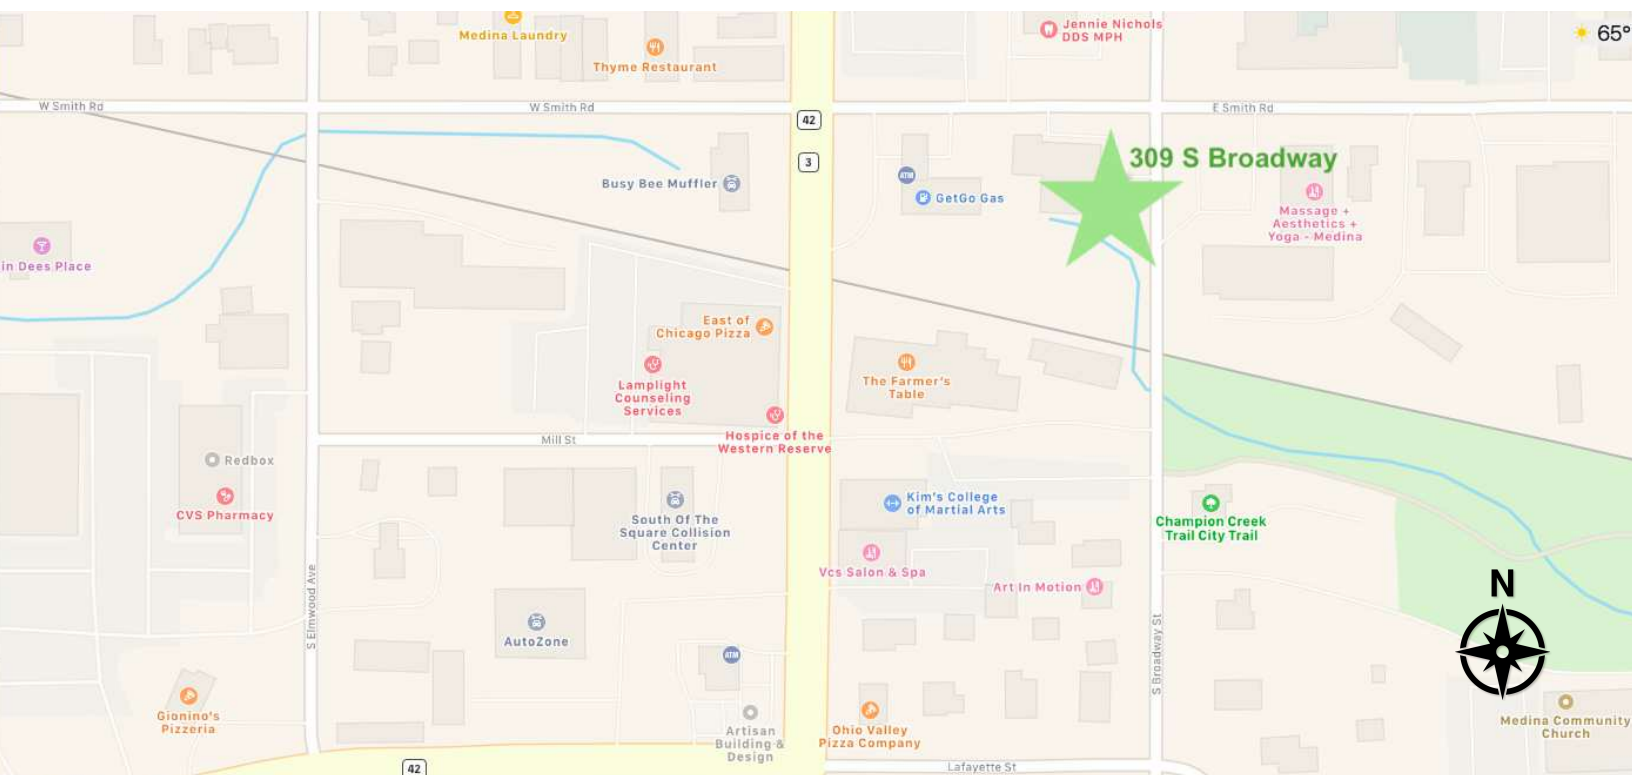 Jennie Nichols
DDS MPH
65°
Medina Laundry
Thyme Restaurant
W Smith Rd
W Smith Rd
E Smith Rd
42
3
309 S Broadway
Busy Bee Muffler
ATM
GetGo Gas
Massage +
Aesthetics +
Yoga - Medina
in Dees Place
East of
Chicago Pizza
Lamplight
Counseling
Services
The Farmer's
Table
Hospice of the
Western Reserve
Mill St
Redbox
CVS Pharmacy
South Of The
Square Collision
Center
Kim's College
of Martial Arts
Champion Creek
Trail City Trail
Vcs Salon & Spa
Art In Motion
N
S Elmwood Ave
AutoZone
S Broadway St
ATM
Gionino's
Pizzeria
Artisan
Building &
Design
Ohio Valley
Pizza Company
Medina Community
Church
42
Lafayette St